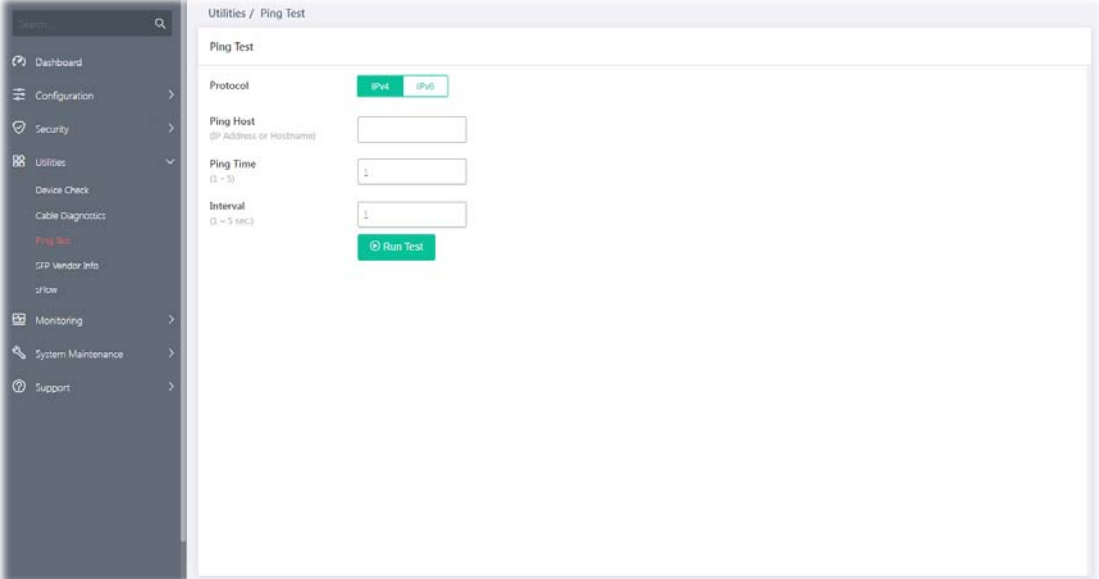 Search
Dashboard
Configuration
Security
Utilities
Device Check
Cable Diagnostics
Ping Test
SFP Vendor Info
sFlow
Monitoring
System Maintenance
Support
Utilities / Ping Test
Ping Test
Protocol
IPv4 IPv6
Ping Host
(IP Address or Hostname)
Ping Time
(1 - 5)
1
Interval
(1 ~ 5 sec.)
1
Run Test